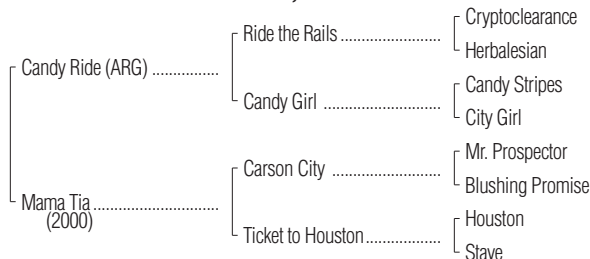 Cryptoclearance
Ride the Rails ......................
Herbalesian
Candy Ride (ARG) ................
Candy Stripes
Candy Girl ..........................
City Girl
Mr. Prospector
Carson City ........................
Blushing Promise
Mama Tia..............................
(2000)
Houston
Ticket to Houston.................
Stave